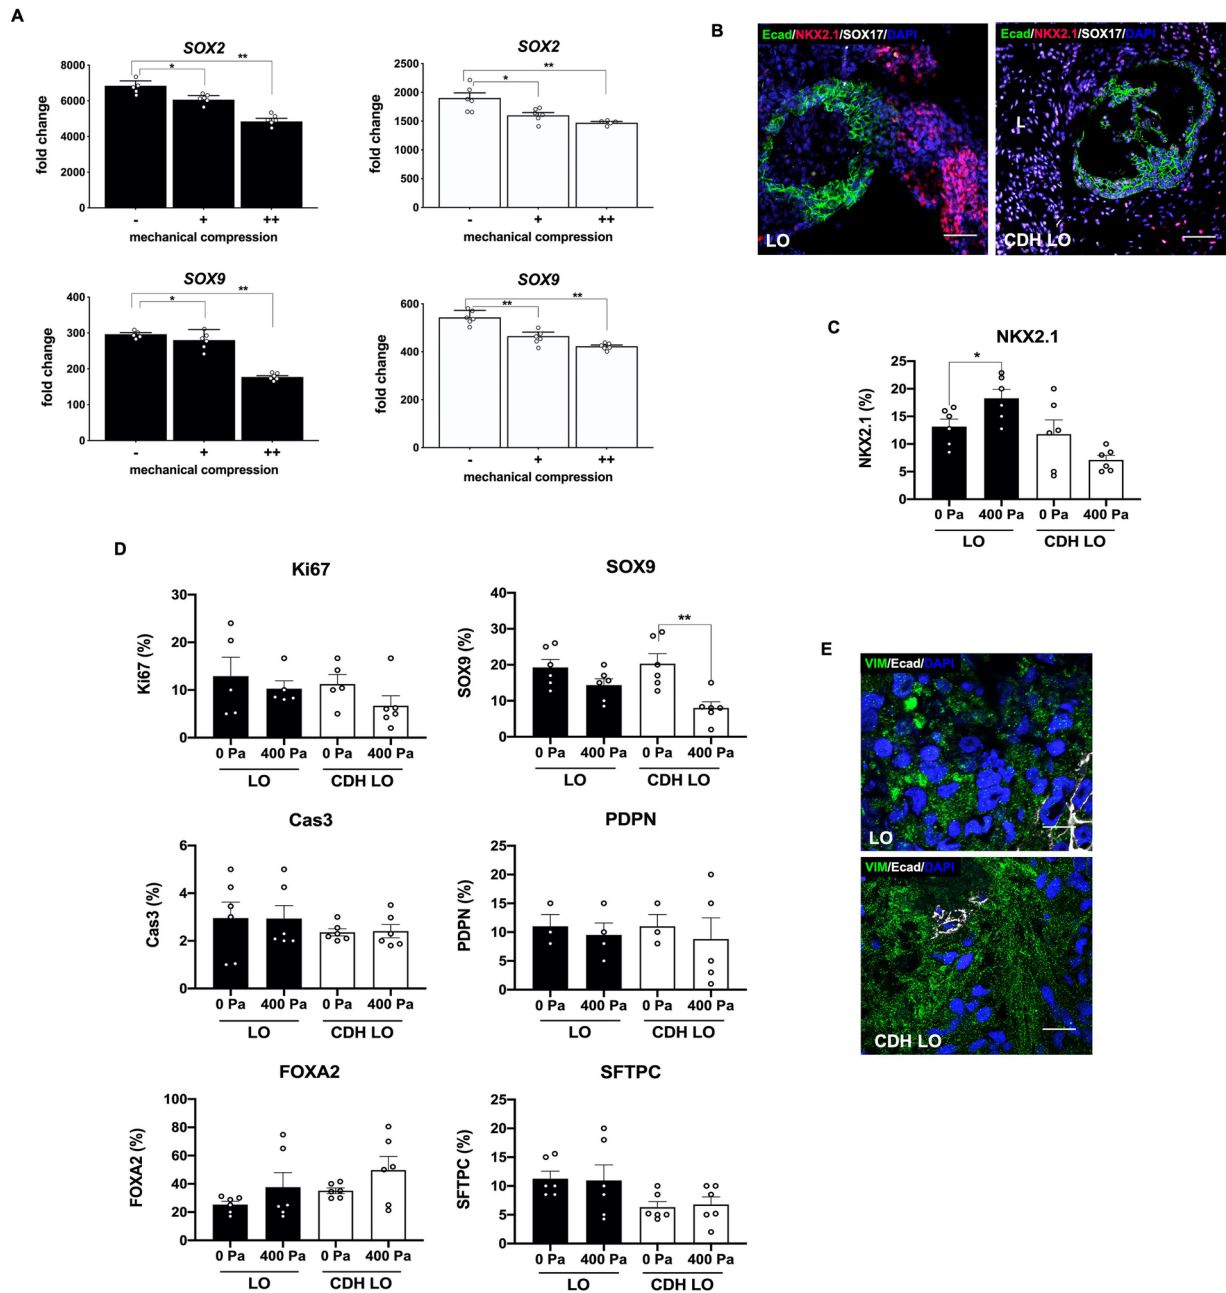 A
SOX2
fold change
8000
6000
4000
2000
0
*
**
-
+
++
mechanical compression
SOX2
fold change
2500
2000
1500
1000
500
0
*
**
-
+
++
mechanical compression
SOX9
fold change
400
300
200
100
0
*
**
-
+
++
mechanical compression
SOX9
fold change
600
400
200
0
**
**
-
+
++
mechanical compression
B
Ecad/NKX2.1/SOX17/DAPI
LO
Ecad/NKX2.1/SOX17/DAPI
L
CDH LO
C
NKX2.1
NKX2.1 (%)
25
20
15
10
5
0
*
0 Pa 400 Pa 0 Pa 400 Pa
LO CDH LO
D
Ki67
Ki67 (%)
30
20
10
0
0 Pa 400 Pa 0 Pa 400 Pa
LO CDH LO
SOX9
SOX9 (%)
40
30
20
10
0
**
0 Pa 400 Pa 0 Pa 400 Pa
LO CDH LO
Cas3
Cas3 (%)
6
4
2
0
0 Pa 400 Pa 0 Pa 400 Pa
LO CDH LO
PDPN
PDPN (%)
25
20
15
10
5
0
0 Pa 400 Pa 0 Pa 400 Pa
LO CDH LO
FOXA2
FOXA2 (%)
100
80
60
40
20
0
0 Pa 400 Pa 0 Pa 400 Pa
LO CDH LO
SFTPC
SFTPC (%)
25
20
15
10
5
0
0 Pa 400 Pa 0 Pa 400 Pa
LO CDH LO
E
VIM/Ecad/DAPI
LO
VIM/Ecad/DAPI
CDH LO